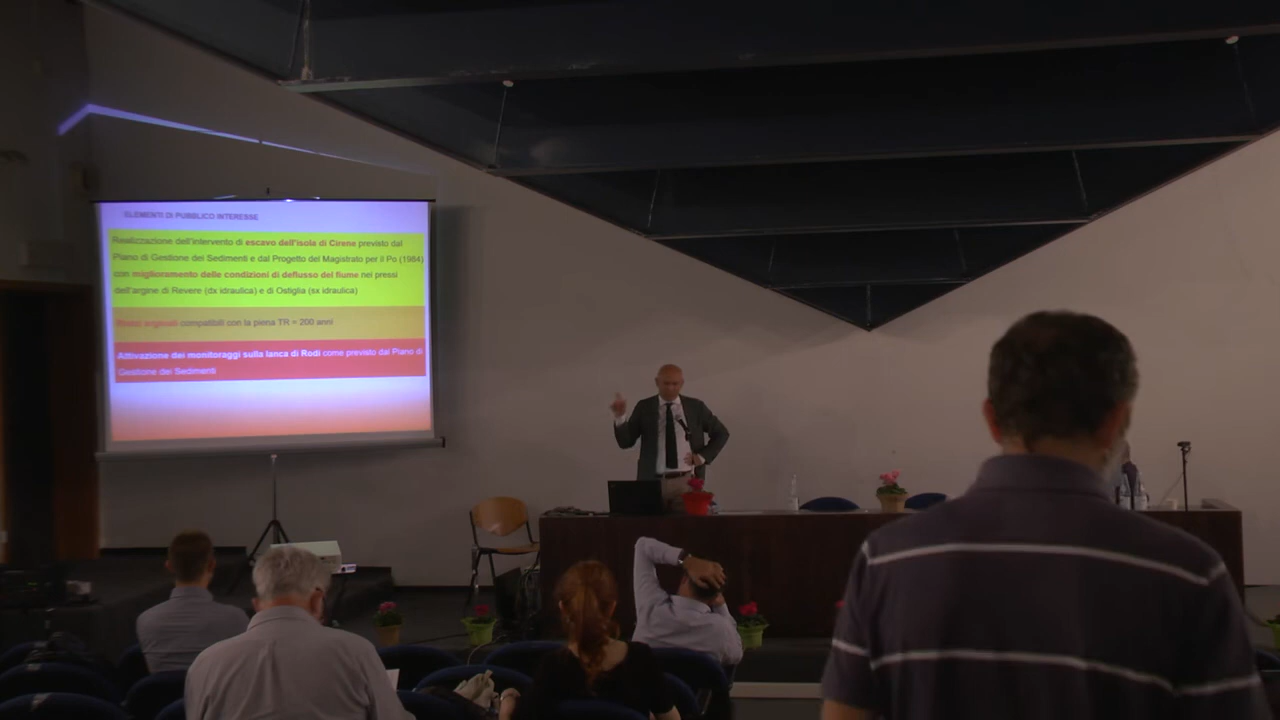 ELEMENTI DI PUBBLICO INTERESSE
Realizzazione dell'intervento di escavo dell'isola di Cirene previsto dal
Piano di Gestione dei Sedimenti e dal Progetto del Magistrato per il Po (1984)
con miglioramento delle condizioni di deflusso del fiume nei pressi
dell'argine di Revere (dx idraulica) e di Ostiglia (sx idraulica)
compatibili con la piena TR = 200 anni
Attivazione dei monitoraggi sulla lanca di Rodi come previsto dal Piano di
Gestione dei Sedimenti